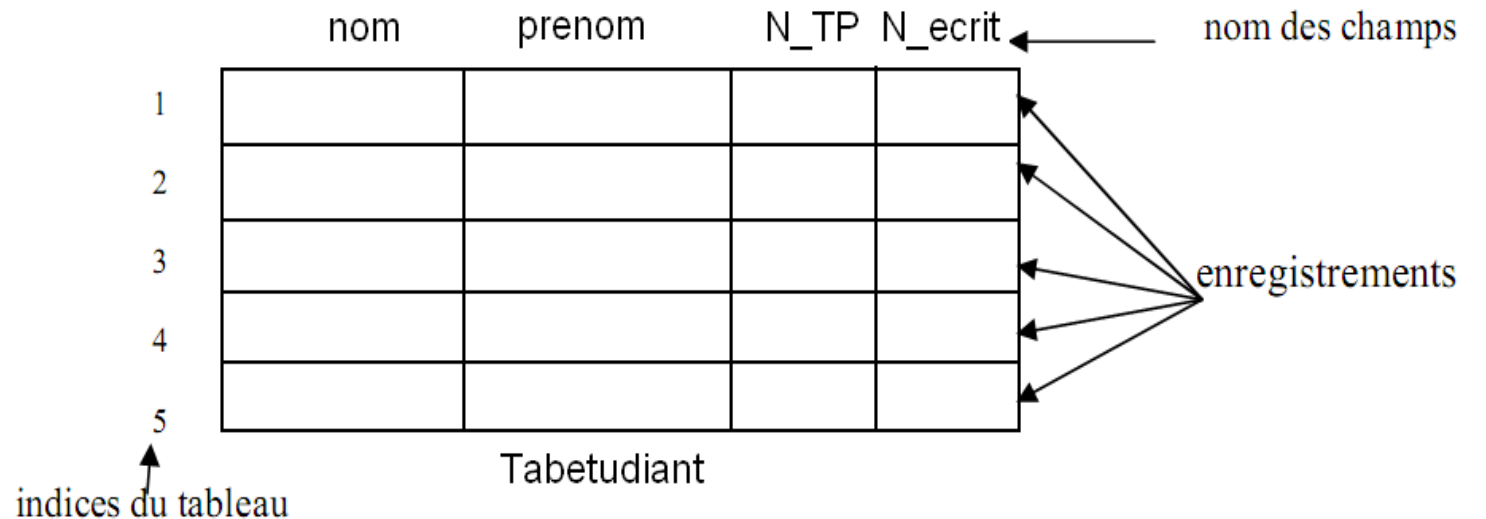 nom prenom N_TP N_ecrit nom des champs
1
2
3
enregistrements
4
5
Tabetudiant
indices du tableau